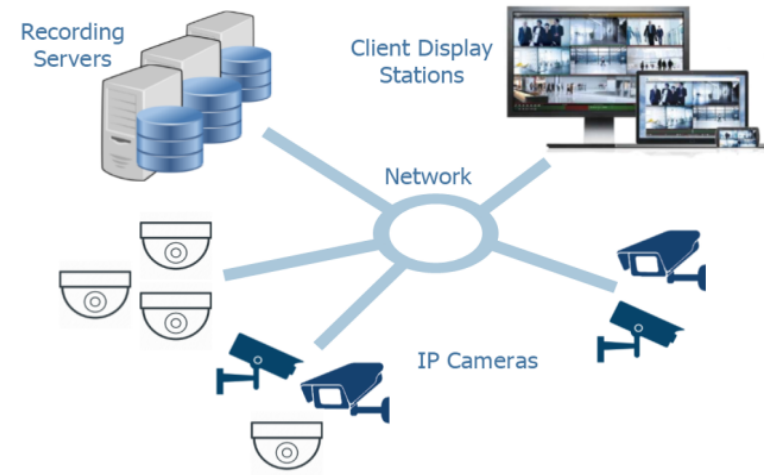 Recording
Servers
Client Display
Stations
Network
IP Cameras